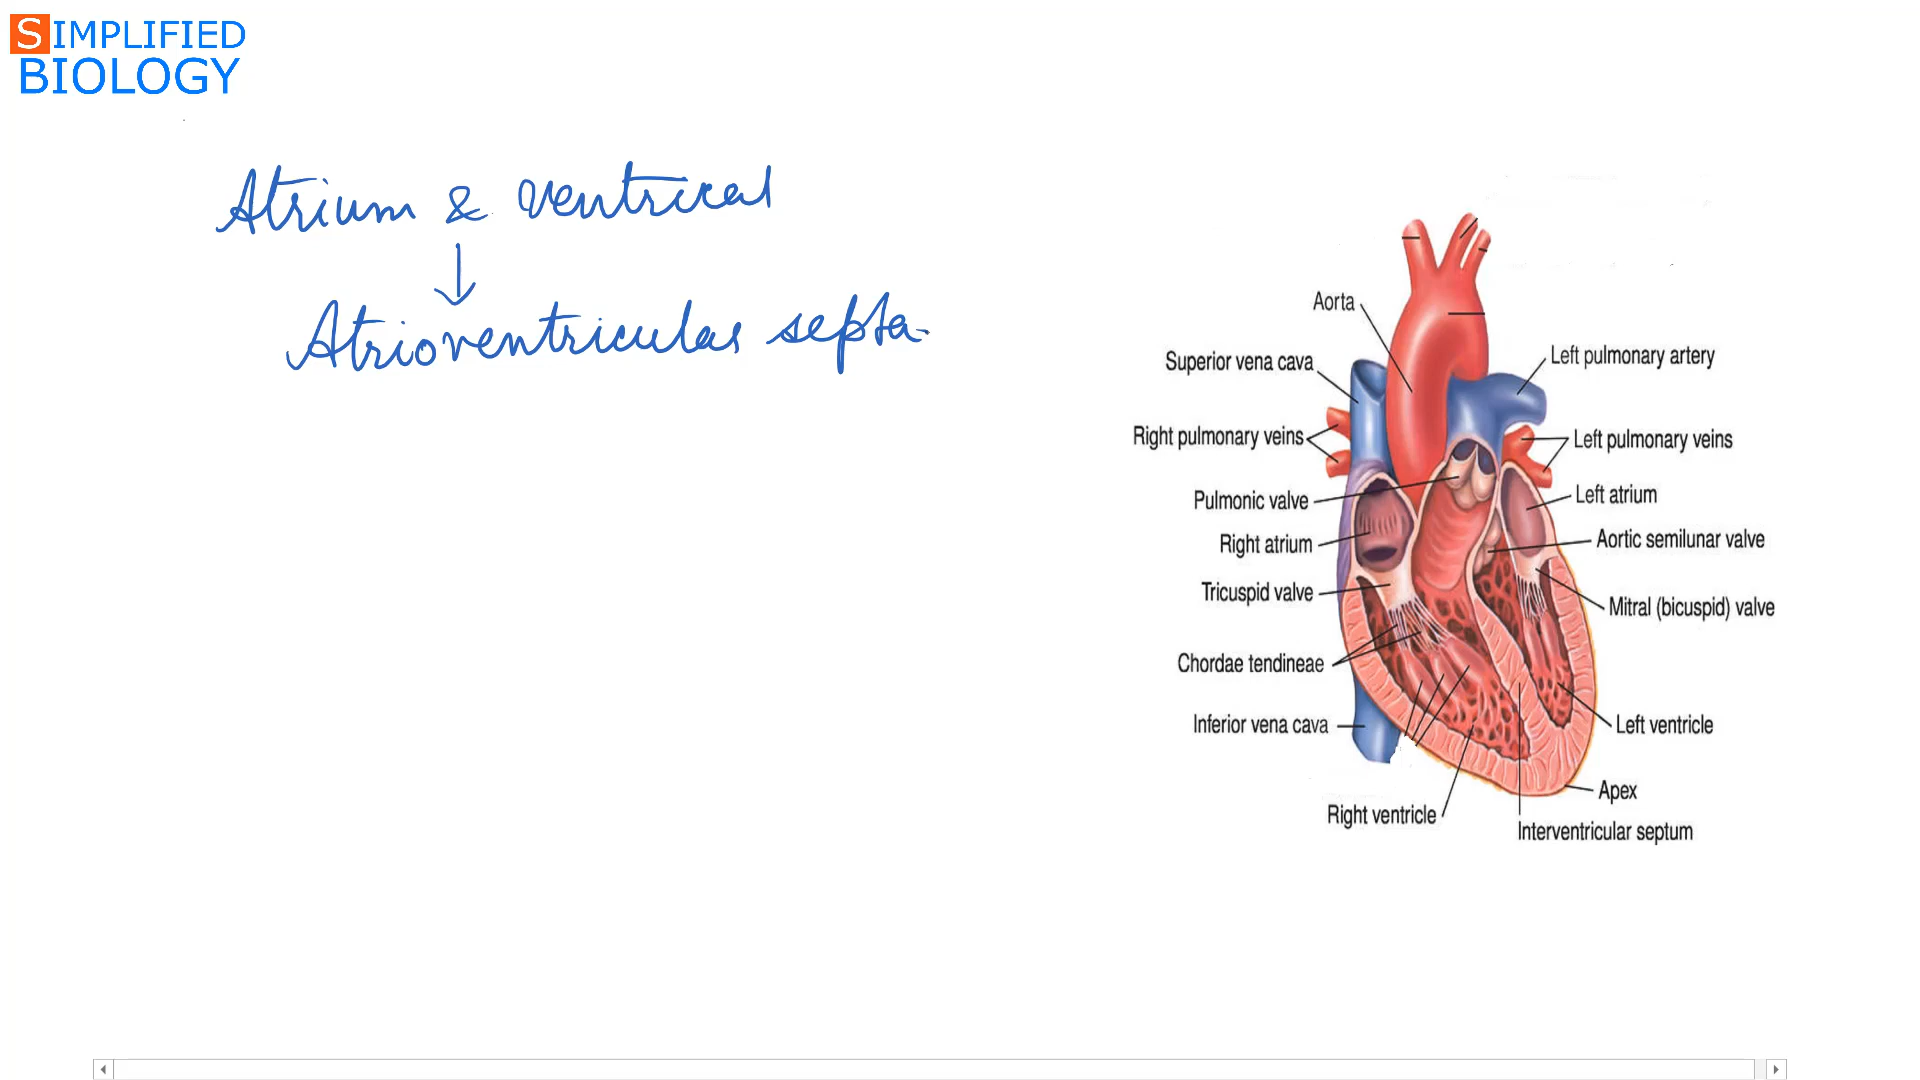 SIMPLIFIED
BIOLOGY
Atrium & ventrical
Atrioventricular septa
Aorta
Superior vena cava
Left pulmonary artery
Right pulmonary veins
Left pulmonary veins
Pulmonic valve
Left atrium
Right atrium
Aortic semilunar valve
Tricuspid valve
Mitral (bicuspid) valve
Chordae tendineae
Inferior vena cava
Left ventricle
Apex
Right ventricle
Interventricular septum